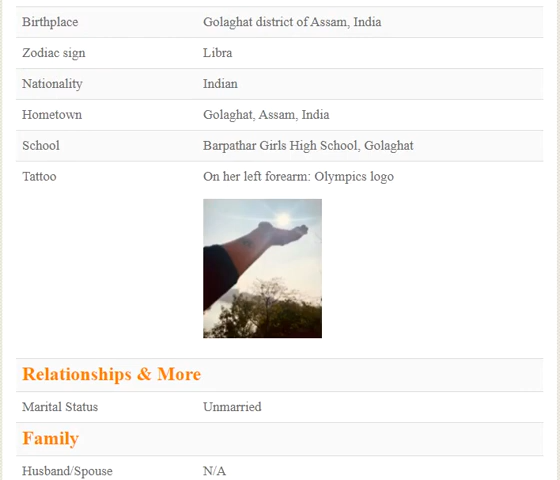 Birthplace Golaghat district of Assam, India
Zodiac sign Libra
Nationality Indian
Hometown Golaghat, Assam, India
School Barpathar Girls High School, Golaghat
Tattoo On her left forearm: Olympics logo
Relationships & More
Marital Status Unmarried
Family
Husband/Spouse N/A